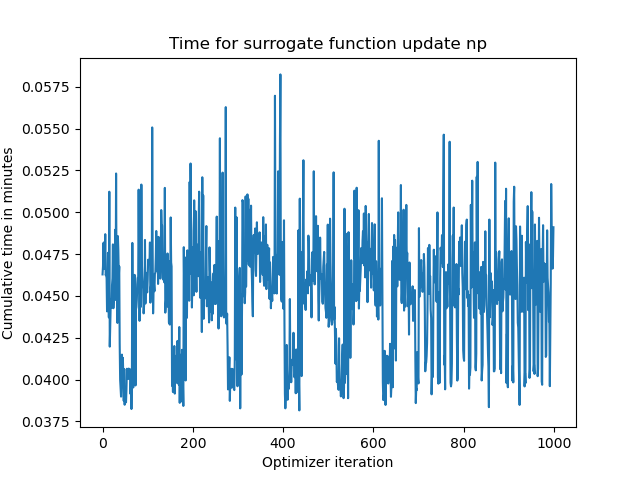 Time for surrogate function update np
Cumulative time in minutes
0.0575
0.0550
0.0525
0.0500
0.0475
0.0450
0.0425
0.0400
0.0375
0 200 400 600 800 1000
Optimizer iteration